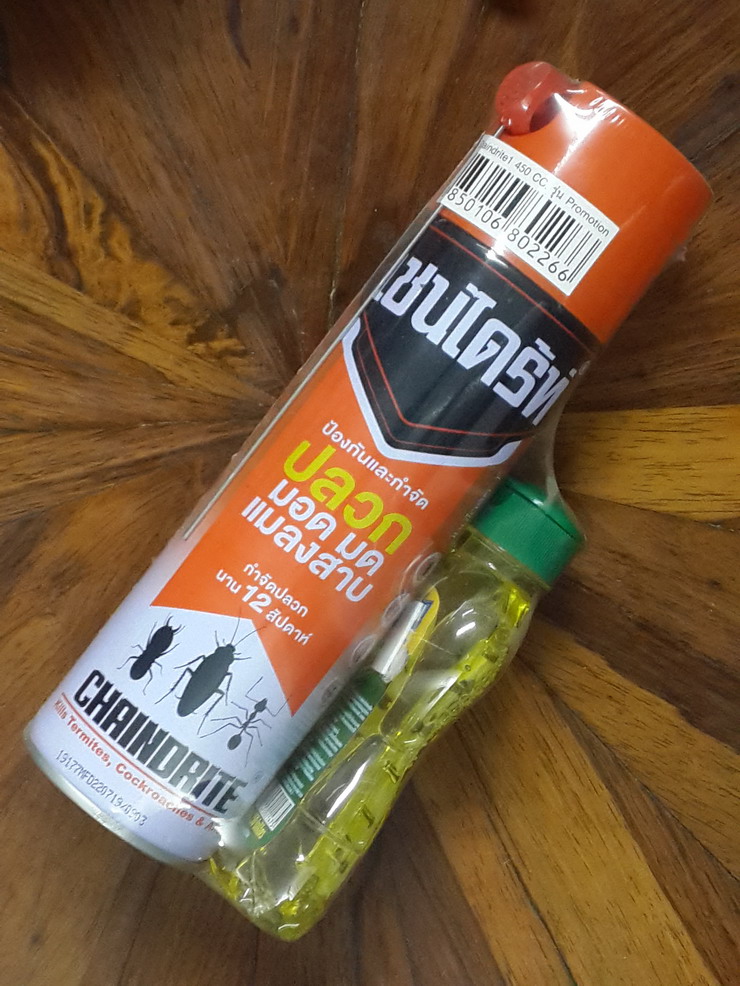 Chaindrite1 450 CC. รุ่น Promotion
850106 802266
เชนไดร้ท์
ป้องกันและกำจัด
ปลวก
มอด มด
แมลงสาบ
กำจัดปลวก
นาน 12 สัปดาห์
CHAINDRITE
Kills Termites, Cockroaches &